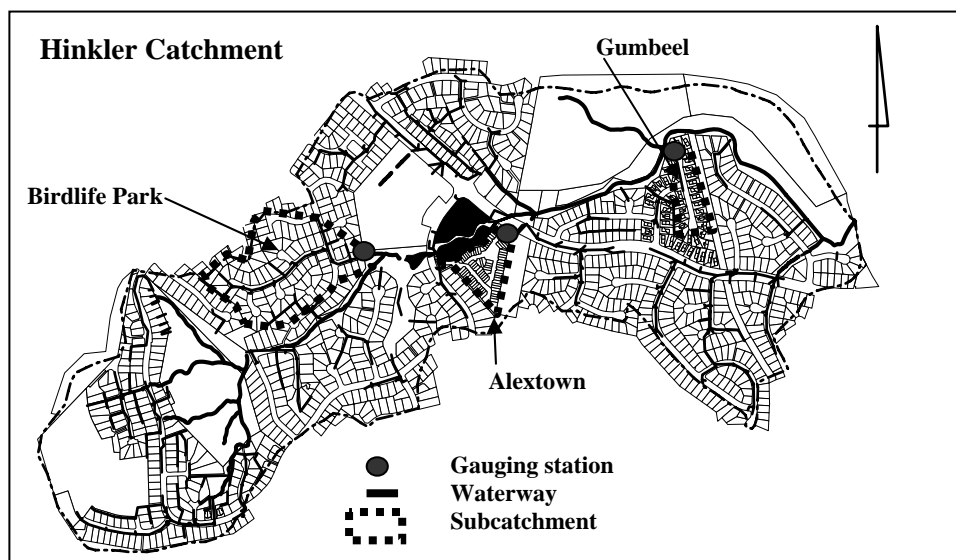 Hinkler Catchment
Gumbeel
Birdlife Park
Alextown
Gauging station
Waterway
Subcatchment